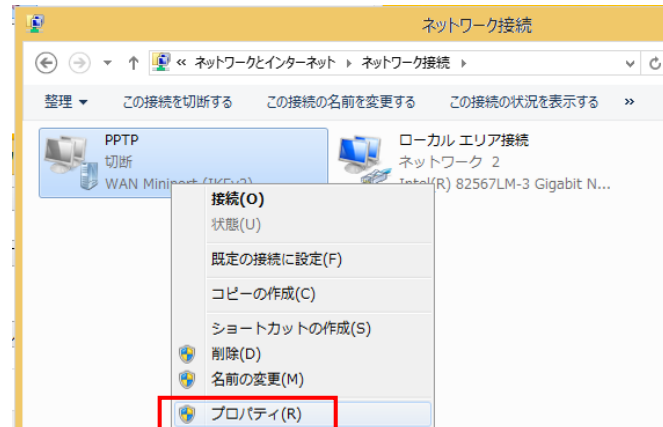 ネットワーク接続
« ネットワークとインターネット ▸ ネットワーク接続 ▸
整理 ▼ この接続を切断する この接続の名前を変更する この接続の状況を表示する »
PPTP
切断
WAN Miniport (IKEv2)
ローカル エリア接続
ネットワーク 2
Intel(R) 82567LM-3 Gigabit N...
接続(O)
状態(U)
既定の接続に設定(F)
コピーの作成(C)
ショートカットの作成(S)
削除(D)
名前の変更(M)
プロパティ(R)